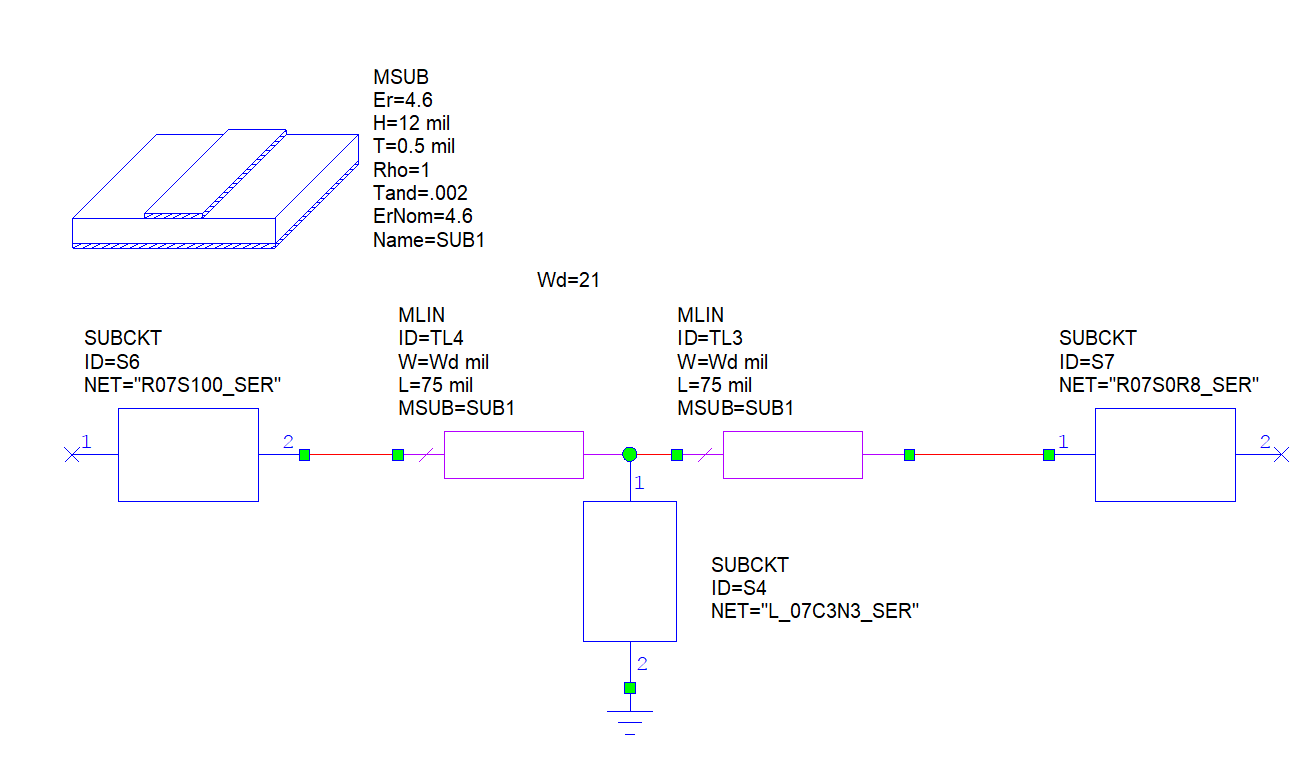 MSUB
Er=4.6
H=12 mil
T=0.5 mil
Rho=1
Tand=.002
ErNom=4.6
Name=SUB1
Wd=21
SUBCKT
ID=S6
NET="R07S100_SER"
MLIN
ID=TL4
W=Wd mil
L=75 mil
MSUB=SUB1
MLIN
ID=TL3
W=Wd mil
L=75 mil
MSUB=SUB1
SUBCKT
ID=S7
NET="R07S0R8_SER"
1
2
1
2
1
SUBCKT
ID=S4
NET="L_07C3N3_SER"
2